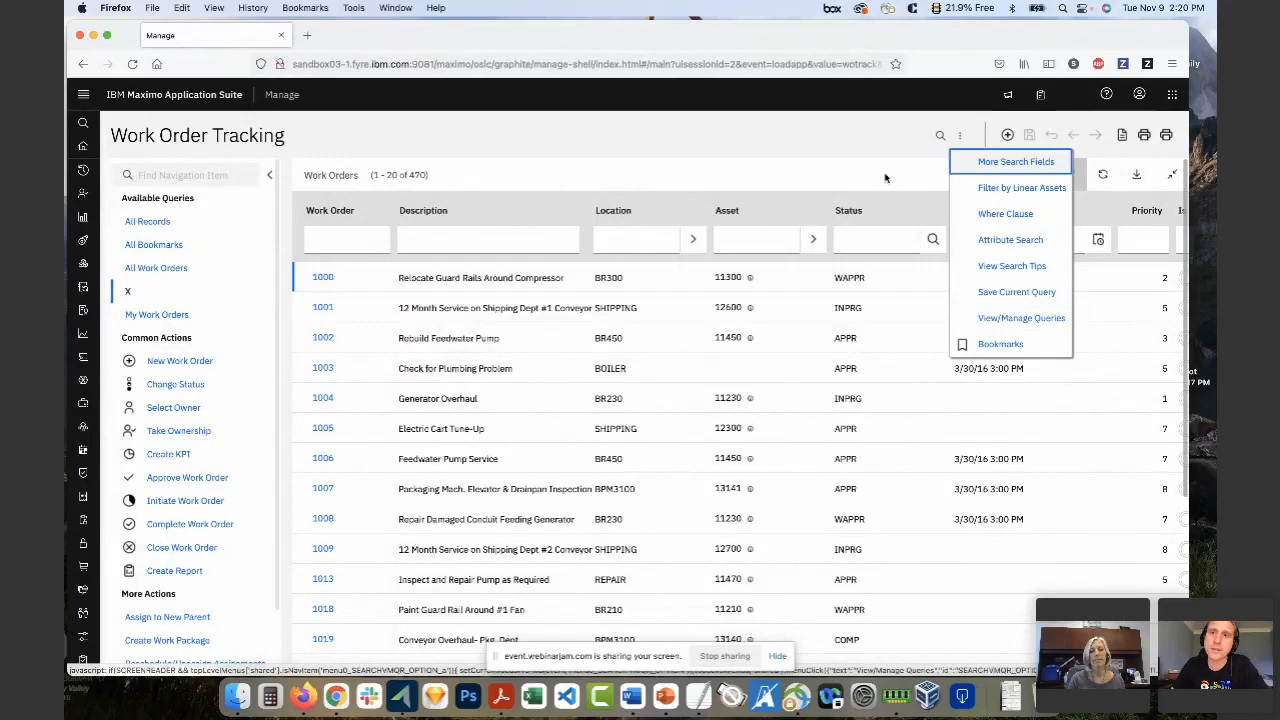 Firefox File Edit View History Bookmarks Tools Window Help
box 21.9% Free Tue Nov 9 2:20 PM
Manage
sandbox03-1.fyre.ibm.com:9081/maximo/oslc/graphite/manage-shell/index.html#/main?uisessionid=2&event=loadapp&value=wotrack&
IBM Maximo Application Suite Manage
Work Order Tracking
Find Navigation Item
Available Queries
All Records
All Bookmarks
All Work Orders
X
My Work Orders
Common Actions
New Work Order
Change Status
Select Owner
Take Ownership
Create KPI
Approve Work Order
Initiate Work Order
Complete Work Order
Close Work Order
Create Report
More Actions
Assign to New Parent
Create Work Package
Reschedule/Unassign Assignments
Work Orders (1 - 20 of 470)
Work Order Description Location Asset Status Priority
1000 Relocate Guard Rails Around Compressor BR300 11300 WAPPR 2
1001 12 Month Service on Shipping Dept #1 Conveyor SHIPPING 12600 INPRG 5
1002 Rebuild Feedwater Pump BR450 11450 APPR 3
1003 Check for Plumbing Problem BOILER APPR 3/30/16 3:00 PM 5
1004 Generator Overhaul BR230 11230 INPRG 1
1005 Electric Cart Tune-Up SHIPPING 12300 APPR 7
1006 Feedwater Pump Service BR450 11450 APPR 3/30/16 3:00 PM 7
1007 Packaging Mach. Elevator & Drainpan Inspection BPM3100 13141 APPR 3/30/16 3:00 PM 8
1008 Repair Damaged Conduit Feeding Generator BR230 11230 WAPPR 3/30/16 3:00 PM 7
1009 12 Month Service on Shipping Dept #2 Conveyor SHIPPING 12700 INPRG 8
1013 Inspect and Repair Pump as Required REPAIR 11470 APPR 5
1018 Paint Guard Rail Around #1 Fan BR210 11210 WAPPR
1019 Conveyor Overhaul- Pkg. Dept BPM3100 13140 COMP
More Search Fields
Filter by Linear Assets
Where Clause
Attribute Search
View Search Tips
Save Current Query
View/Manage Queries
Bookmarks
event.webinarjam.com is sharing your screen. Stop sharing Hide